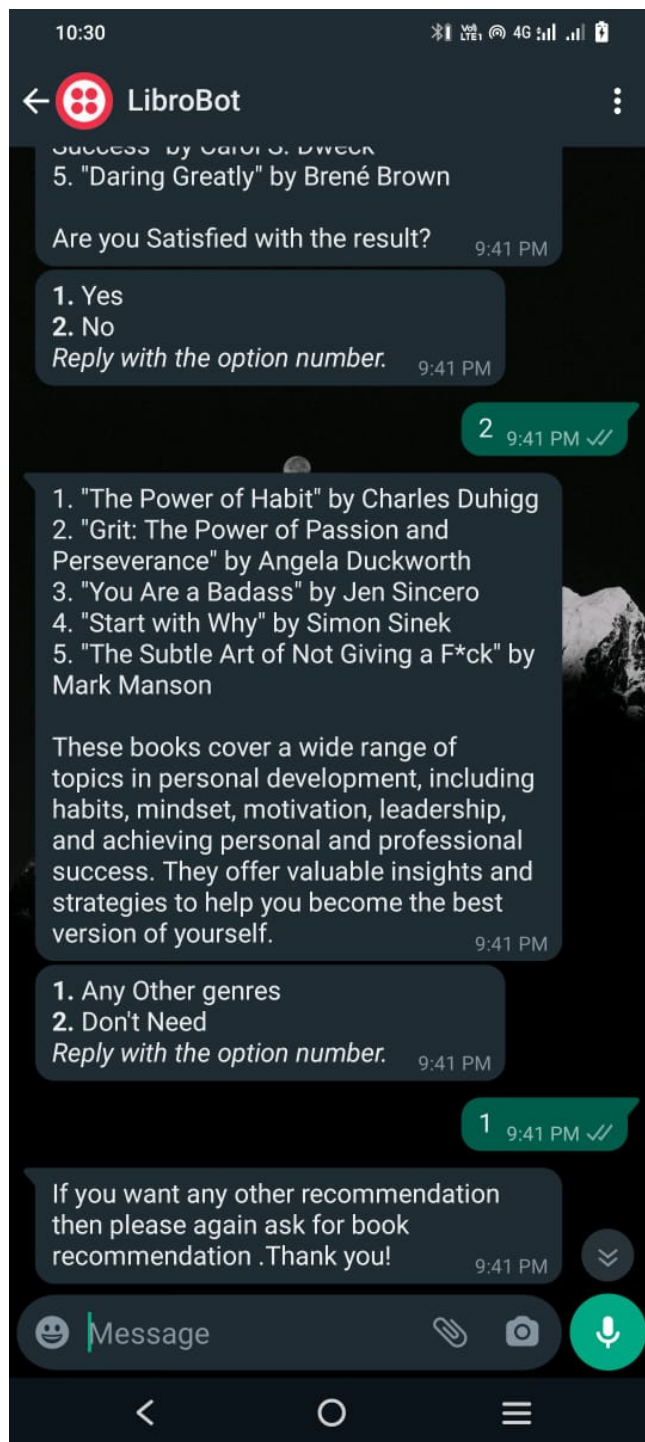 10:30
VoD LTE1 4G
LibroBot
Success" by Carol S. Dweck
5. "Daring Greatly" by Brené Brown
Are you Satisfied with the result?
9:41 PM
1. Yes
2. No
Reply with the option number.
9:41 PM
2 9:41 PM
1. "The Power of Habit" by Charles Duhigg
2. "Grit: The Power of Passion and
Perseverance" by Angela Duckworth
3. "You Are a Badass" by Jen Sincero
4. "Start with Why" by Simon Sinek
5. "The Subtle Art of Not Giving a F*ck" by
Mark Manson
These books cover a wide range of
topics in personal development, including
habits, mindset, motivation, leadership,
and achieving personal and professional
success. They offer valuable insights and
strategies to help you become the best
version of yourself.
9:41 PM
1. Any Other genres
2. Don't Need
Reply with the option number.
9:41 PM
1 9:41 PM
If you want any other recommendation
then please again ask for book
recommendation .Thank you!
9:41 PM
Message